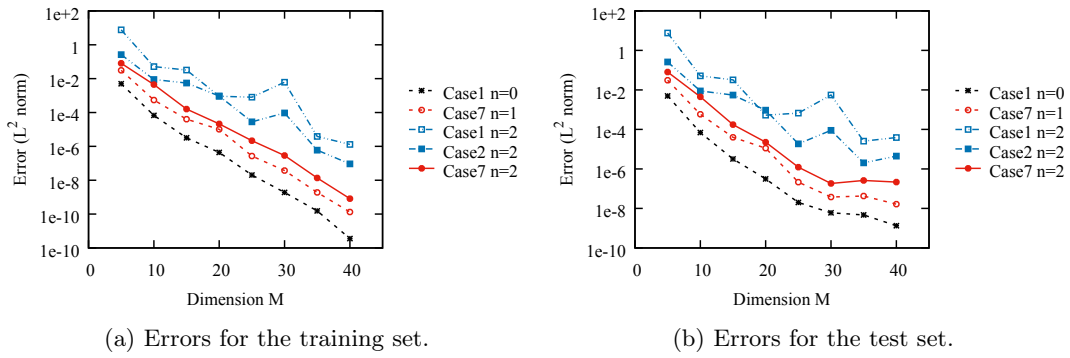 1e+2
1
1e-2
1e-4
1e-6
1e-8
1e-10
1e-10
Error (L² norm)
0 10 20 30 40
Dimension M
Case1 n=0
Case7 n=1
Case1 n=2
Case2 n=2
Case7 n=2
(a) Errors for the training set.
1e+2
1
1e-2
1e-4
1e-6
1e-8
1e-10
Error (L² norm)
0 10 20 30 40
Dimension M
Case1 n=0
Case7 n=1
Case1 n=2
Case2 n=2
Case7 n=2
(b) Errors for the test set.